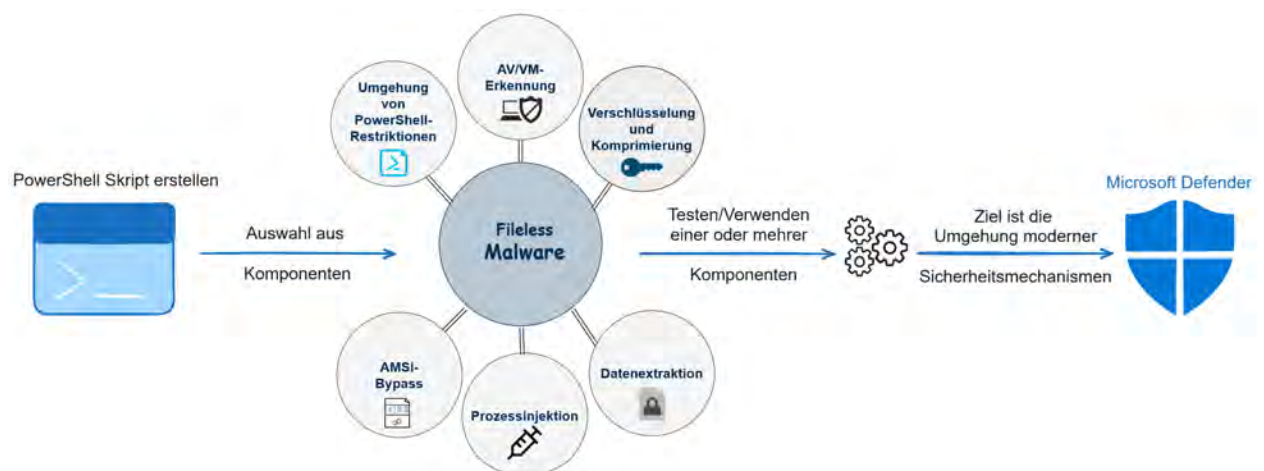 PowerShell Skript erstellen
Auswahl aus
Komponenten
Umgehung
von
PowerShell-
Restriktionen
AV/VM-
Erkennung
Verschlüsselung
und
Komprimierung
Fileless
Malware
AMSI-
Bypass
Prozessinjektion
Datenextraktion
Testen/Verwenden
einer oder mehrer
Komponenten
Ziel ist die
Umgehung moderner
Sicherheitsmechanismen
Microsoft Defender